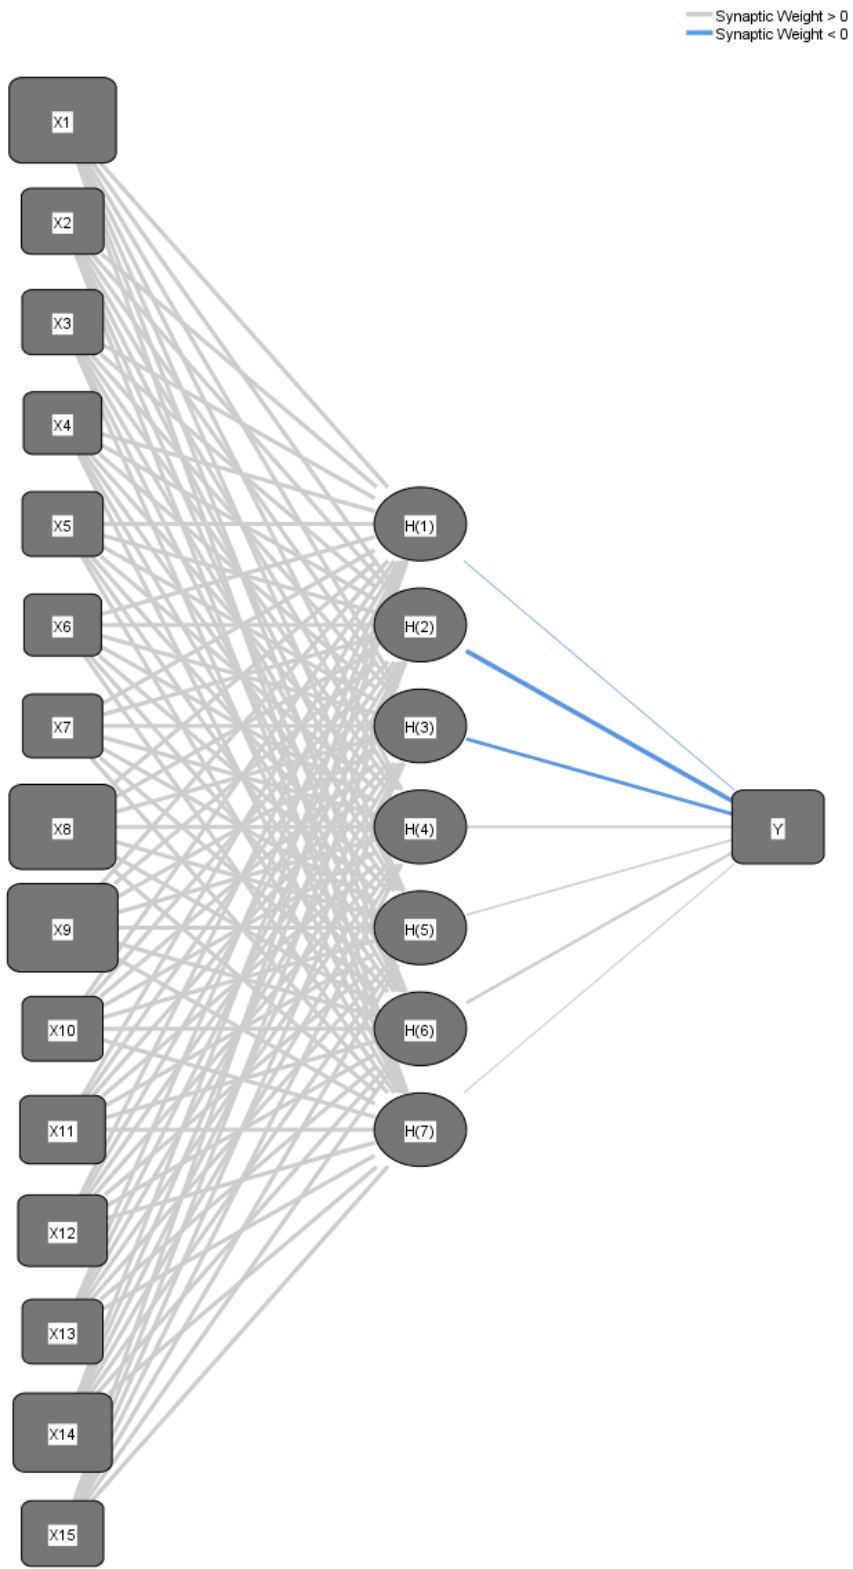 Synaptic Weight > 0
Synaptic Weight < 0
X1
X2
X3
X4
X5
X6
X7
X8
X9
X10
X11
X12
X13
X14
X15
H(1)
H(2)
H(3)
H(4)
H(5)
H(6)
H(7)
Y